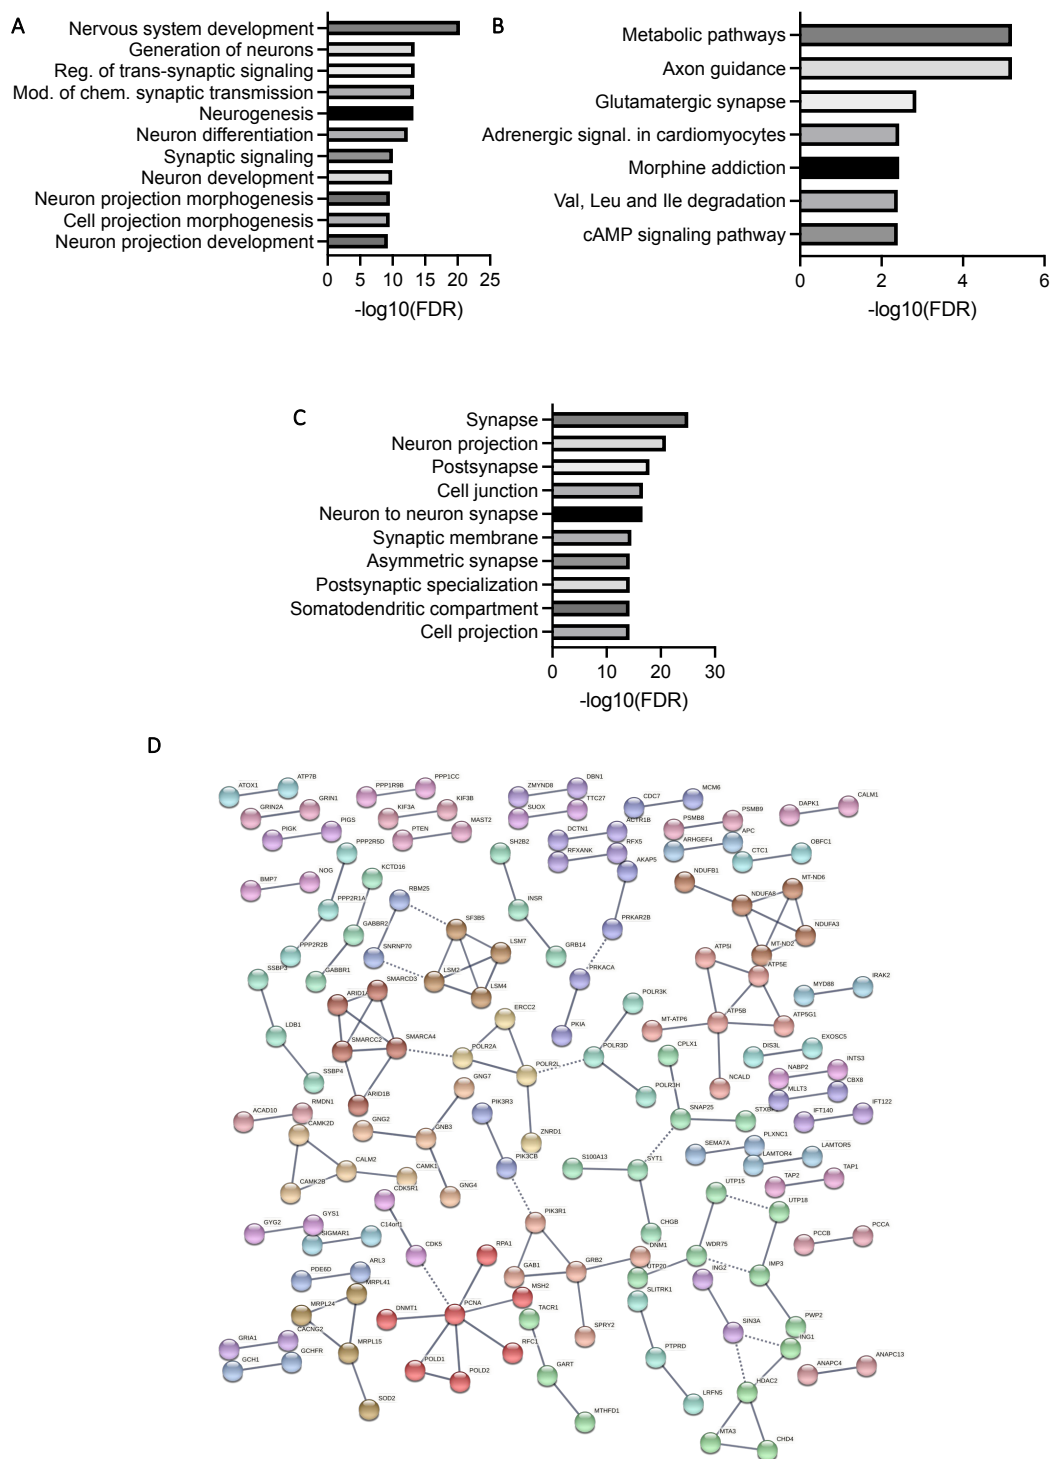 A
Nervous system development
Generation of neurons
Reg. of trans-synaptic signaling
Mod. of chem. synaptic transmission
Neurogenesis
Neuron differentiation
Synaptic signaling
Neuron development
Neuron projection morphogenesis
Cell projection morphogenesis
Neuron projection development
0 5 10 15 20 25
-log10(FDR)
B
Metabolic pathways
Axon guidance
Glutamatergic synapse
Adrenergic signal. in cardiomyocytes
Morphine addiction
Val, Leu and Ile degradation
cAMP signaling pathway
0 2 4 6
-log10(FDR)
C
Synapse
Neuron projection
Postsynapse
Cell junction
Neuron to neuron synapse
Synaptic membrane
Asymmetric synapse
Postsynaptic specialization
Somatodendritic compartment
Cell projection
0 10 20 30
-log10(FDR)
D
ATOX1
ATP7B
PPP1R9B
PPP1CC
ZMYND8
DBN1
CDC7
MCM6
GRIN2A
GRIN1
KIF3A
KIF3B
SUOX
TTC27
PSMB8
PSMB9
DAPK1
CALM1
PIGK
PIGS
PTEN
MAST2
DCTN1
ACTR1B
ARHGEF4
APC
PPP2R5D
SH2B2
RFXANK
RFX5
CTC1
OBFC1
BMP7
NOG
KCTD16
AKAP5
NDUFB1
MT-ND6
PPP2R1A
RBM25
INSR
NDUFA8
NDUFA3
GABBR2
SF3B5
PRKAR2B
PPP2R2B
SNRNP70
LSM7
GRB14
ATP5I
MT-ND2
SSBP3
GABBR1
LSM2
LSM4
PRKACA
ATP5E
MYD88
IRAK2
SMARCD3
ERCC2
POLR3K
LDB1
SMARCC2
SMARCA4
POLR2A
PKIA
MT-ATP6
ATP5B
ATP5G1
POLR3D
CPLX1
DIS3L
EXOSC5
SSBP4
POLR2L
POLR3H
NCALD
NABP2
INTS3
ARID1B
GNG7
MLLT3
CBX8
ACAD10
RMDN1
GNG2
PIK3R3
SNAP25
IFT140
IFT122
CAMK2D
GNB3
ZNRD1
SEMA7A
PLXNC1
CALM2
PIK3CB
S100A13
SYT1
LAMTOR4
LAMTOR5
CAMK2B
CAMK1
GNG4
TAP2
TAP1
CDK5R1
UTP15
UTP18
GYG2
GYS1
PIK3R1
CHGB
PCCB
PCCA
SIGMAR1
C14orf1
CDK5
RPA1
DNM1
WDR75
PDE6D
ARL3
GAB1
GRB2
UTP20
ING2
IMP3
MRPL41
MRPL24
DNMT1
PCNA
MSH2
SLITRK1
TACR1
SPRY2
SIN3A
PWP2
GRIA1
CACNG2
MRPL15
RFC1
ING1
GCH1
GCHFR
POLD1
POLD2
GART
PTPRD
ANAPC4
ANAPC13
SOD2
LRFN5
HDAC2
MTHFD1
MTA3
CHD4